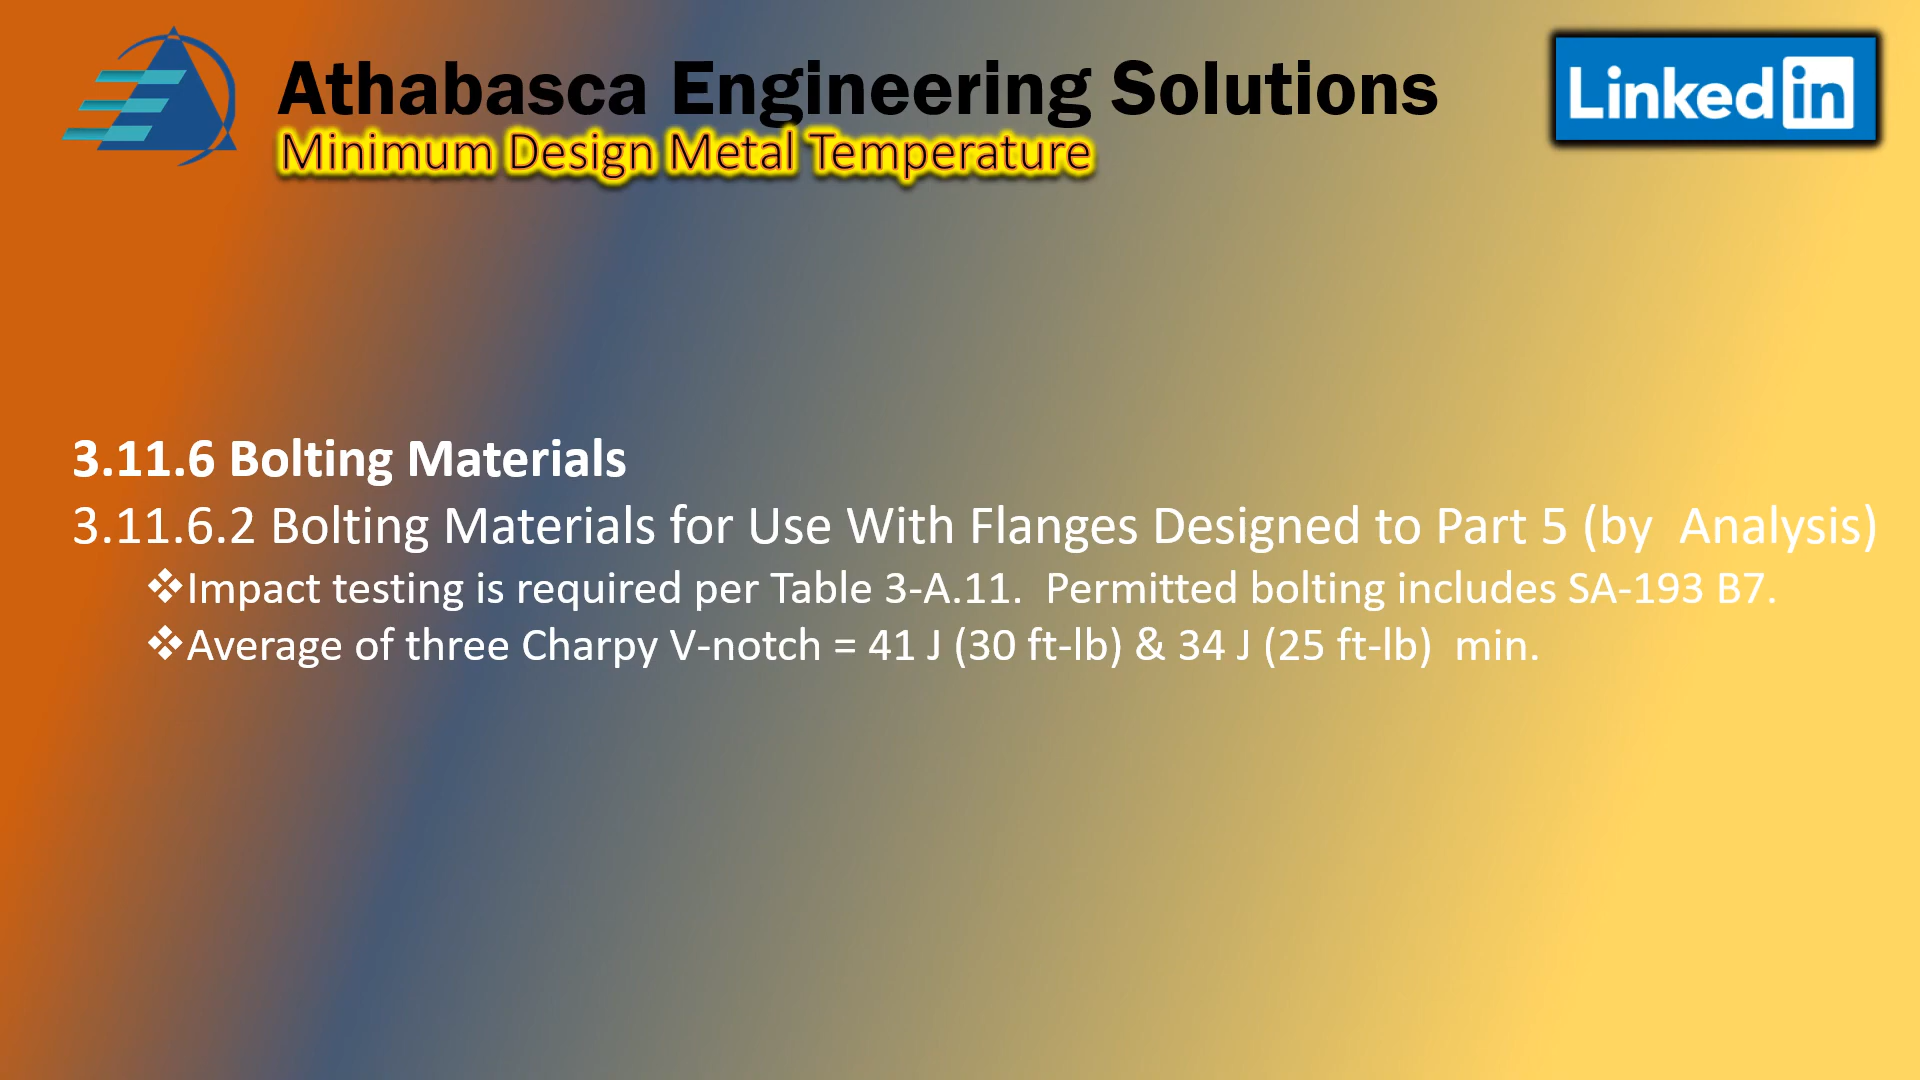 Athabasca Engineering Solutions
Minimum Design Metal Temperature
Linked in
3.11.6 Bolting Materials
3.11.6.2 Bolting Materials for Use With Flanges Designed to Part 5 (by  Analysis)
❖Impact testing is required per Table 3-A.11.  Permitted bolting includes SA-193 B7.
❖Average of three Charpy V-notch = 41 J (30 ft-lb) & 34 J (25 ft-lb)  min.